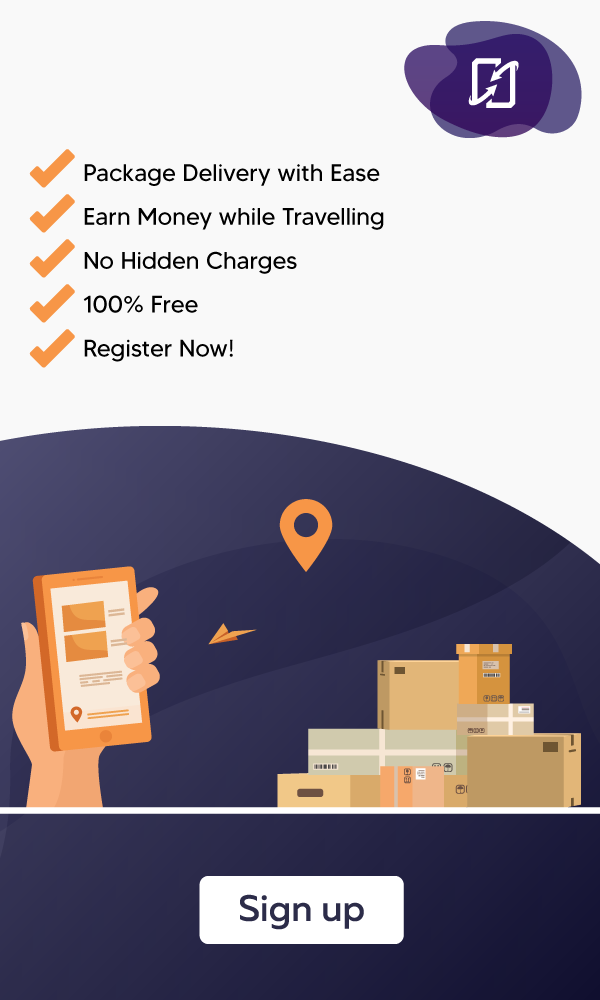 Package Delivery with Ease
Earn Money while Travelling
No Hidden Charges
100% Free
Register Now!
Sign up